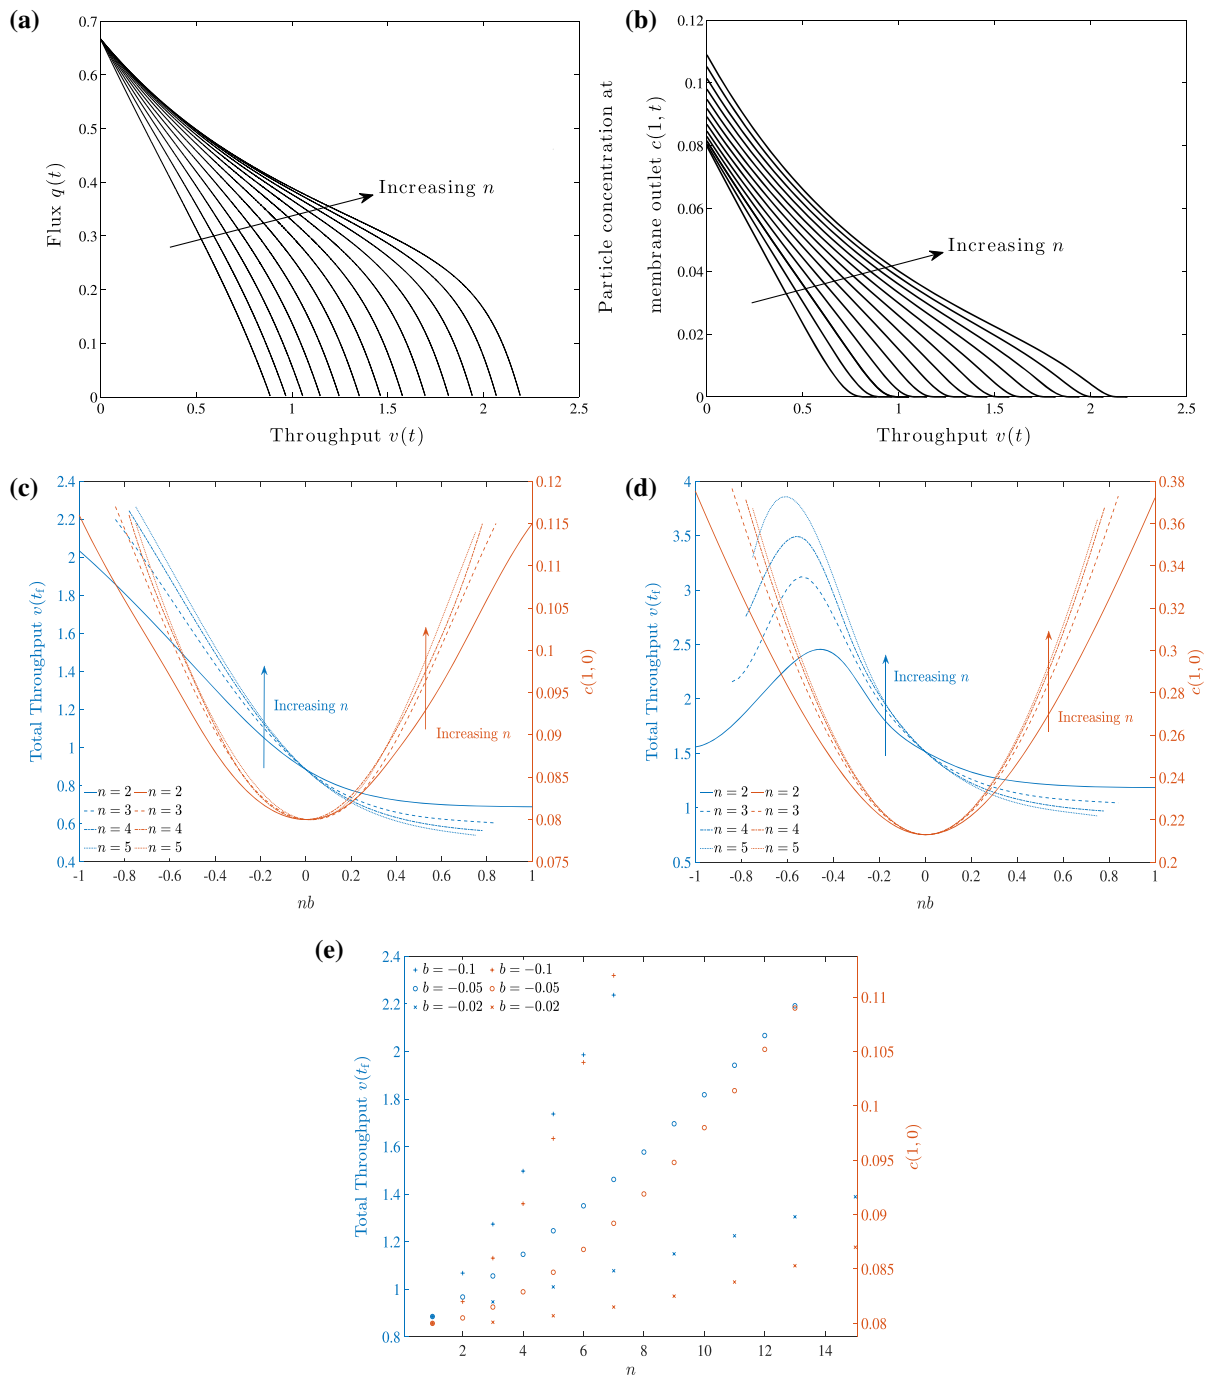 (a)
0.7
0.6
0.5
0.4
0.3
0.2
0.1
0
Flux q(t)
Increasing n
0 0.5 1 1.5 2 2.5
Throughput v(t)
(b)
0.12
0.1
0.08
0.06
0.04
0.02
0
Particle concentration at
membrane outlet c(1, t)
Increasing n
0 0.5 1 1.5 2 2.5
Throughput v(t)
(c)
2.4
2.2
2
1.8
1.6
1.4
1.2
1
0.8
0.6
0.4
Total Throughput v(t_f)
Increasing n
Increasing n
n = 2 n = 2
n = 3 n = 3
n = 4 n = 4
n = 5 n = 5
0.12
0.115
0.11
0.105
0.1
0.095
0.09
0.085
0.08
0.075
c(1, 0)
-1 -0.8 -0.6 -0.4 -0.2 0 0.2 0.4 0.6 0.8 1
nb
(d)
4
3.5
3
2.5
2
1.5
1
0.5
Total Throughput v(t_f)
Increasing n
Increasing n
n = 2 n = 2
n = 3 n = 3
n = 4 n = 4
n = 5 n = 5
0.38
0.36
0.34
0.32
0.3
0.28
0.26
0.24
0.22
0.2
c(1, 0)
-1 -0.8 -0.6 -0.4 -0.2 0 0.2 0.4 0.6 0.8 1
nb
(e)
2.4
2.2
2
1.8
1.6
1.4
1.2
1
0.8
Total Throughput v(t_f)
b = −0.1 b = −0.1
b = −0.05 b = −0.05
b = −0.02 b = −0.02
0.11
0.105
0.1
0.095
0.09
0.085
0.08
c(1, 0)
2 4 6 8 10 12 14
n